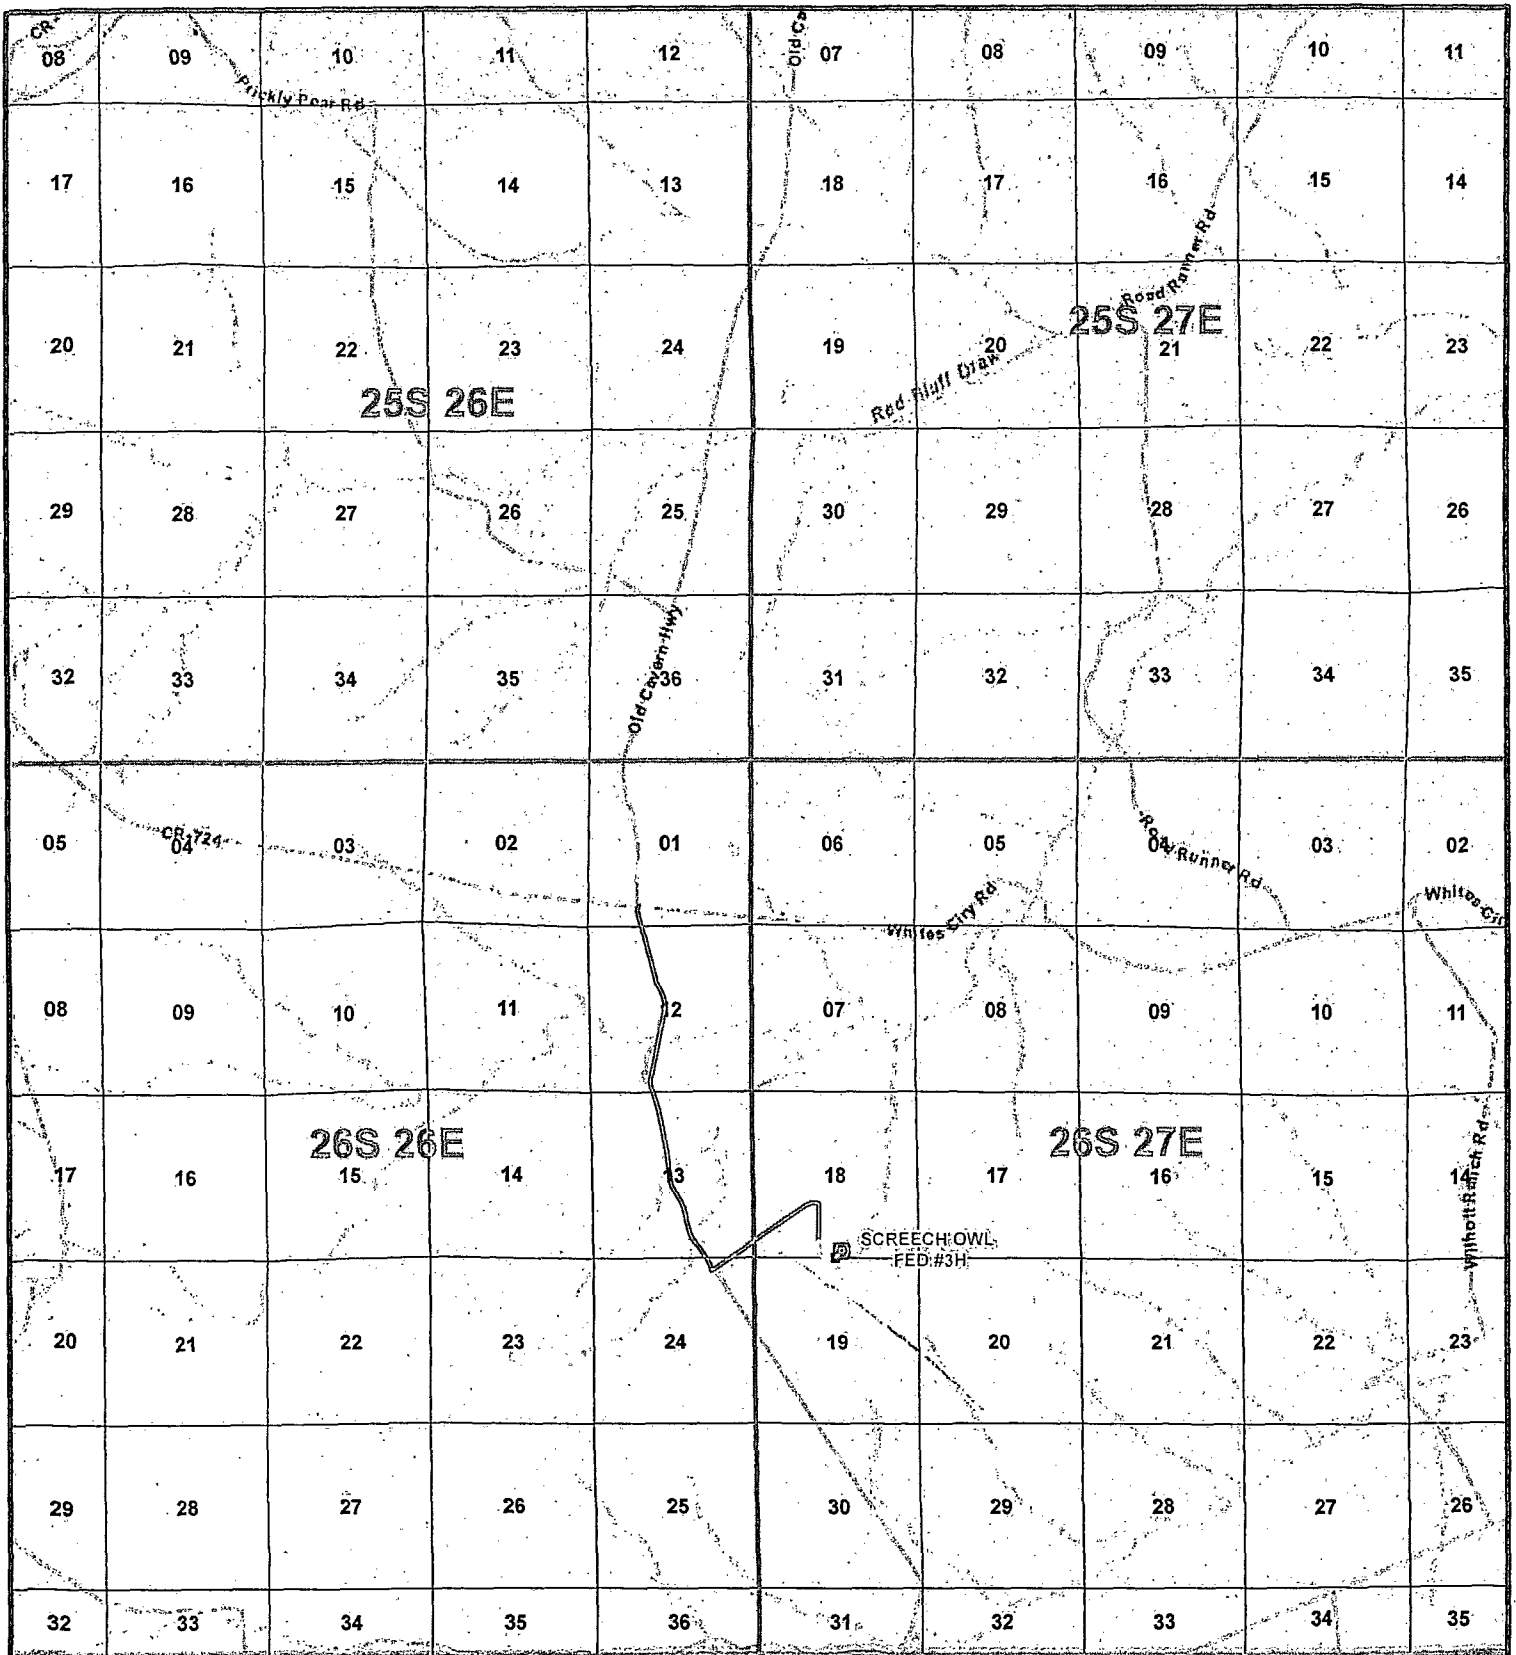 CR-
Old Ca
08 09 10 11 12 07 08 09 10 11
Prickly Pear Rd
17 16 15 14 13 18 17 16 15 14
Road Runner Rd
25S 27E
20 21 22 23 24 19 20 21 22 23
Red Bluff Draw
25S 26E
29 28 27 26 25 30 29 28 27 26
Old Cavern Hwy
32 33 34 35 36 31 32 33 34 35
CR-724
05 04 03 02 01 06 05 04 03 02
Road Runner Rd
Whites City Rd
Whites Cit
08 09 10 11 12 07 08 09 10 11
26S 26E
26S 27E
17 16 15 14 13 18 17 16 15 14
Ranch Rd
SCREECH OWL
FED #3H
20 21 22 23 24 19 20 21 22 23
29 28 27 26 25 30 29 28 27 26
32 33 34 35 36 31 32 33 34 35